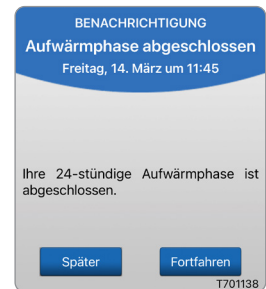 BENACHRICHTIGUNG
Aufwärmphase abgeschlossen
Freitag, 14. März um 11:45
Ihre 24-stündige Aufwärmphase ist
abgeschlossen.
Später
Fortfahren
T701138